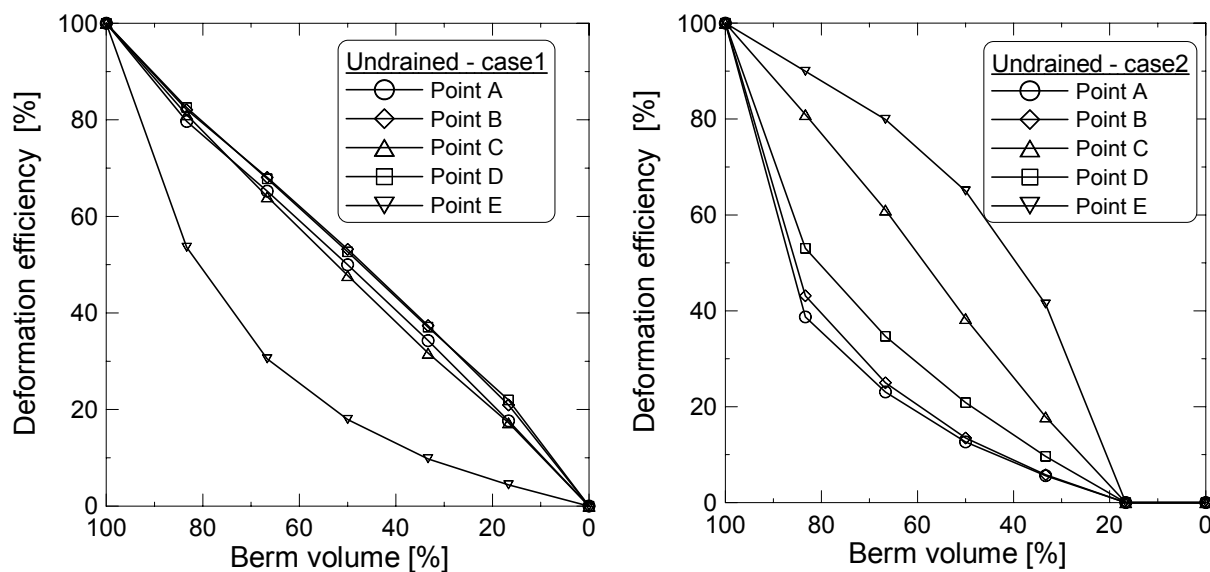 Undrained - case1
Point A
Point B
Point C
Point D
Point E
Deformation efficiency [%]
100
80
60
40
20
0
100 80 60 40 20 0
Berm volume [%]
Undrained - case2
Point A
Point B
Point C
Point D
Point E
Deformation efficiency [%]
100
80
60
40
20
0
100 80 60 40 20 0
Berm volume [%]